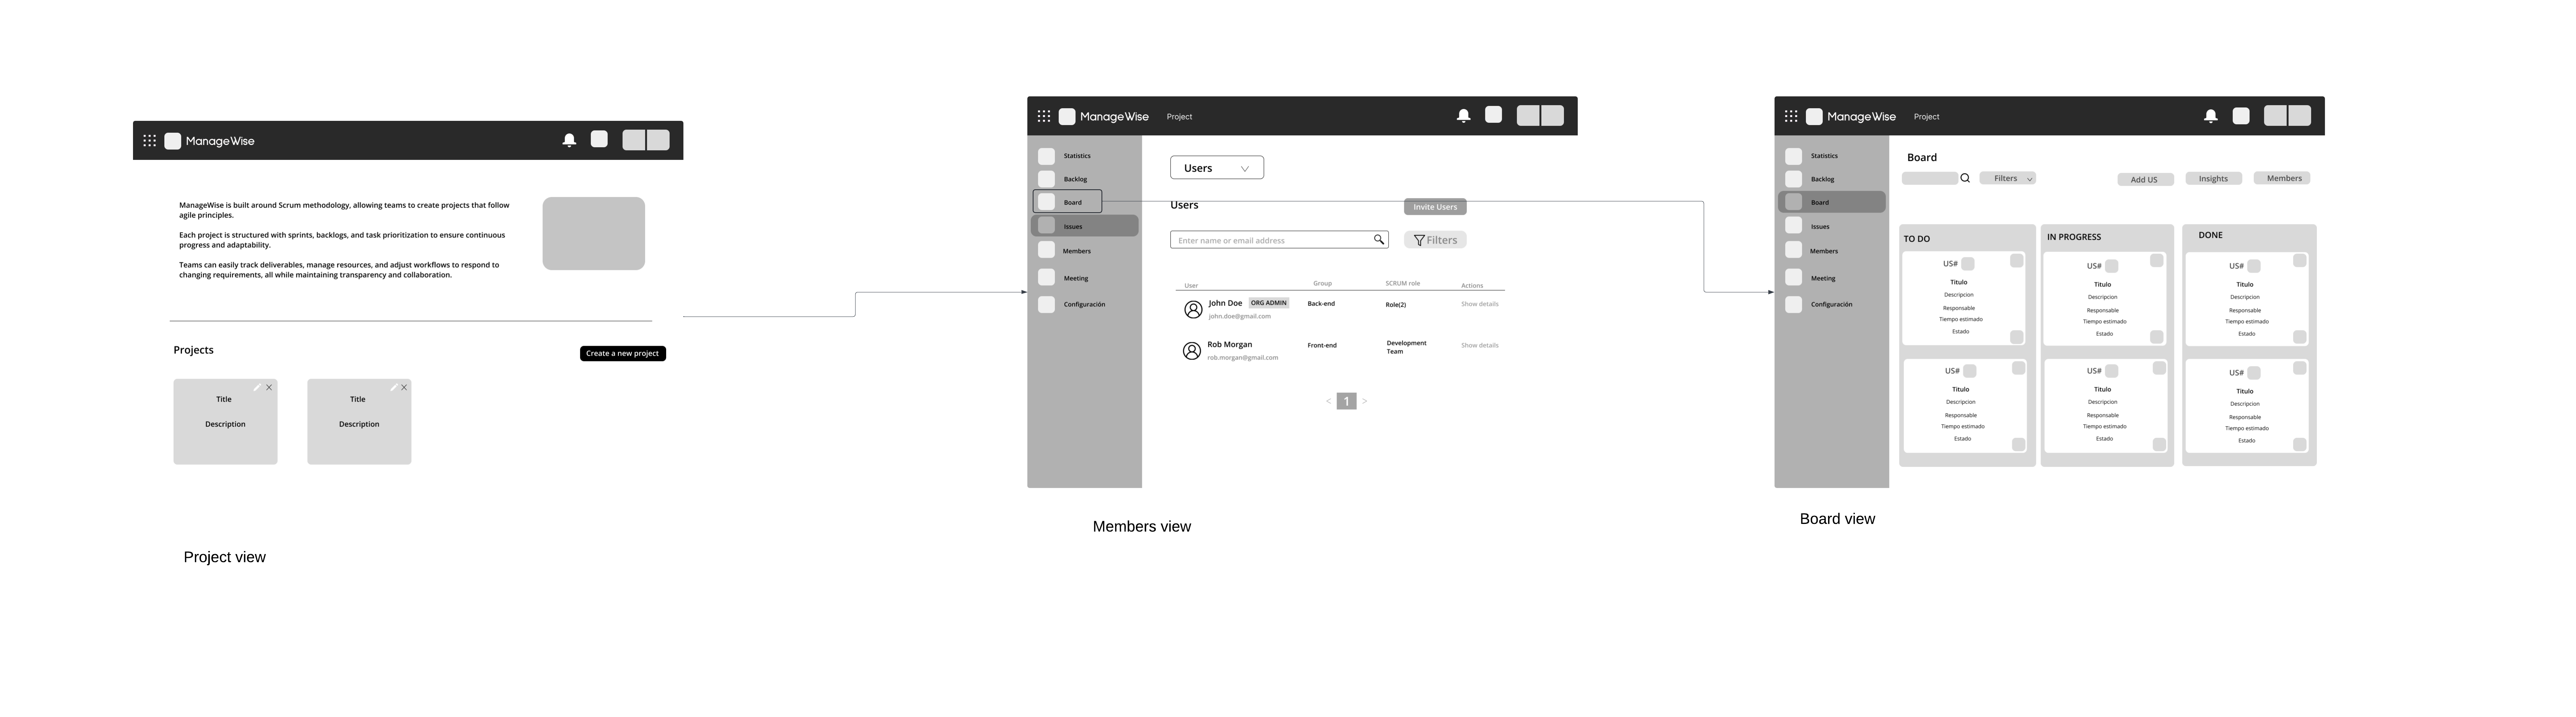 ManageWise
ManageWise is built around Scrum methodology, allowing teams to create projects that follow
agile principles.
Each project is structured with sprints, backlogs, and task prioritization to ensure continuous
progress and adaptability.
Teams can easily track deliverables, manage resources, and adjust workflows to respond to
changing requirements, all while maintaining transparency and collaboration.
Projects
Create a new project
Title
Description
Title
Description
Project view
ManageWise
Project
Statistics
Backlog
Board
Issues
Members
Meeting
Configuración
Users
Users
Invite Users
Enter name or email address
Filters
User
Group
SCRUM role
Actions
John Doe
ORG ADMIN
john.doe@gmail.com
Back-end
Role(2)
Show details
Rob Morgan
rob.morgan@gmail.com
Front-end
Development
Team
Show details
< 1 >
Members view
ManageWise
Project
Statistics
Backlog
Board
Issues
Members
Meeting
Configuración
Board
Filters
Add US
Insights
Members
TO DO
US#
Titulo
Descripcion
Responsable
Tiempo estimado
Estado
US#
Titulo
Descripcion
Responsable
Tiempo estimado
Estado
IN PROGRESS
US#
Titulo
Descripcion
Responsable
Tiempo estimado
Estado
US#
Titulo
Descripcion
Responsable
Tiempo estimado
Estado
DONE
US#
Titulo
Descripcion
Responsable
Tiempo estimado
Estado
US#
Titulo
Descripcion
Responsable
Tiempo estimado
Estado
Board view